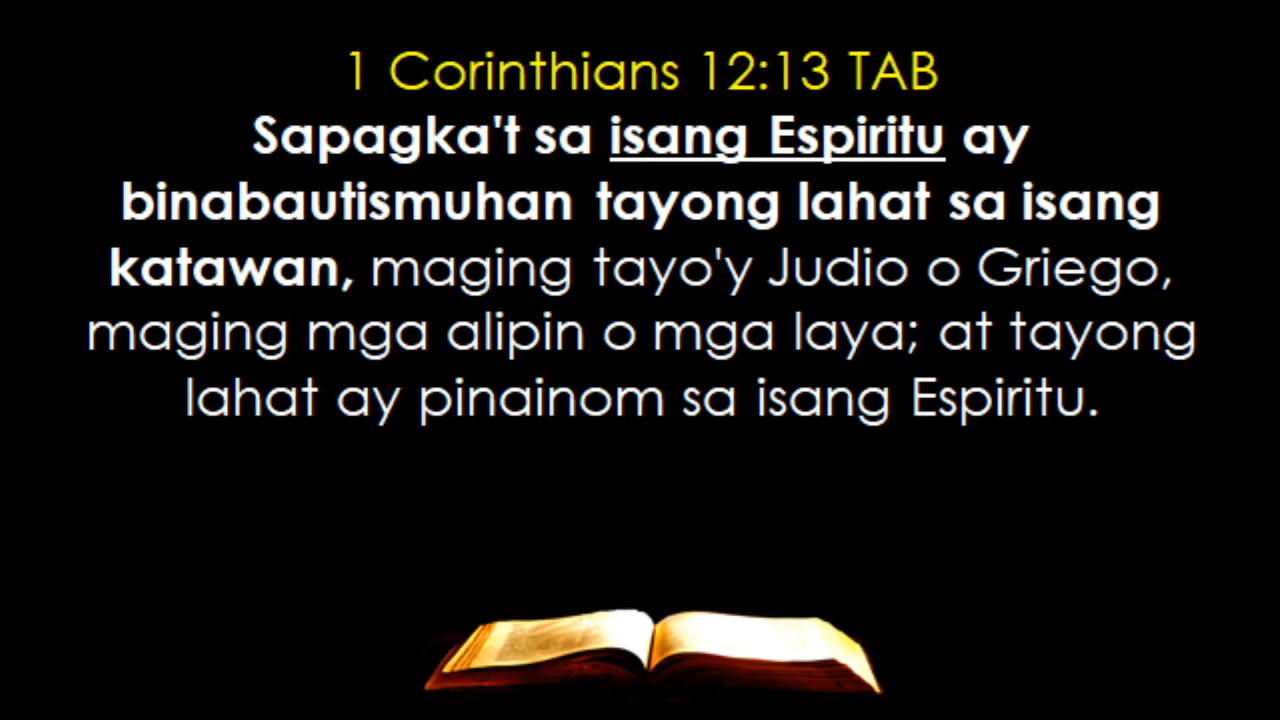 1 Corinthians 12:13 TAB
Sapagka't sa isang Espiritu ay
binabautismuhan tayong lahat sa isang
katawan, maging tayo'y Judio o Griego,
maging mga alipin o mga laya; at tayong
lahat ay pinainom sa isang Espiritu.